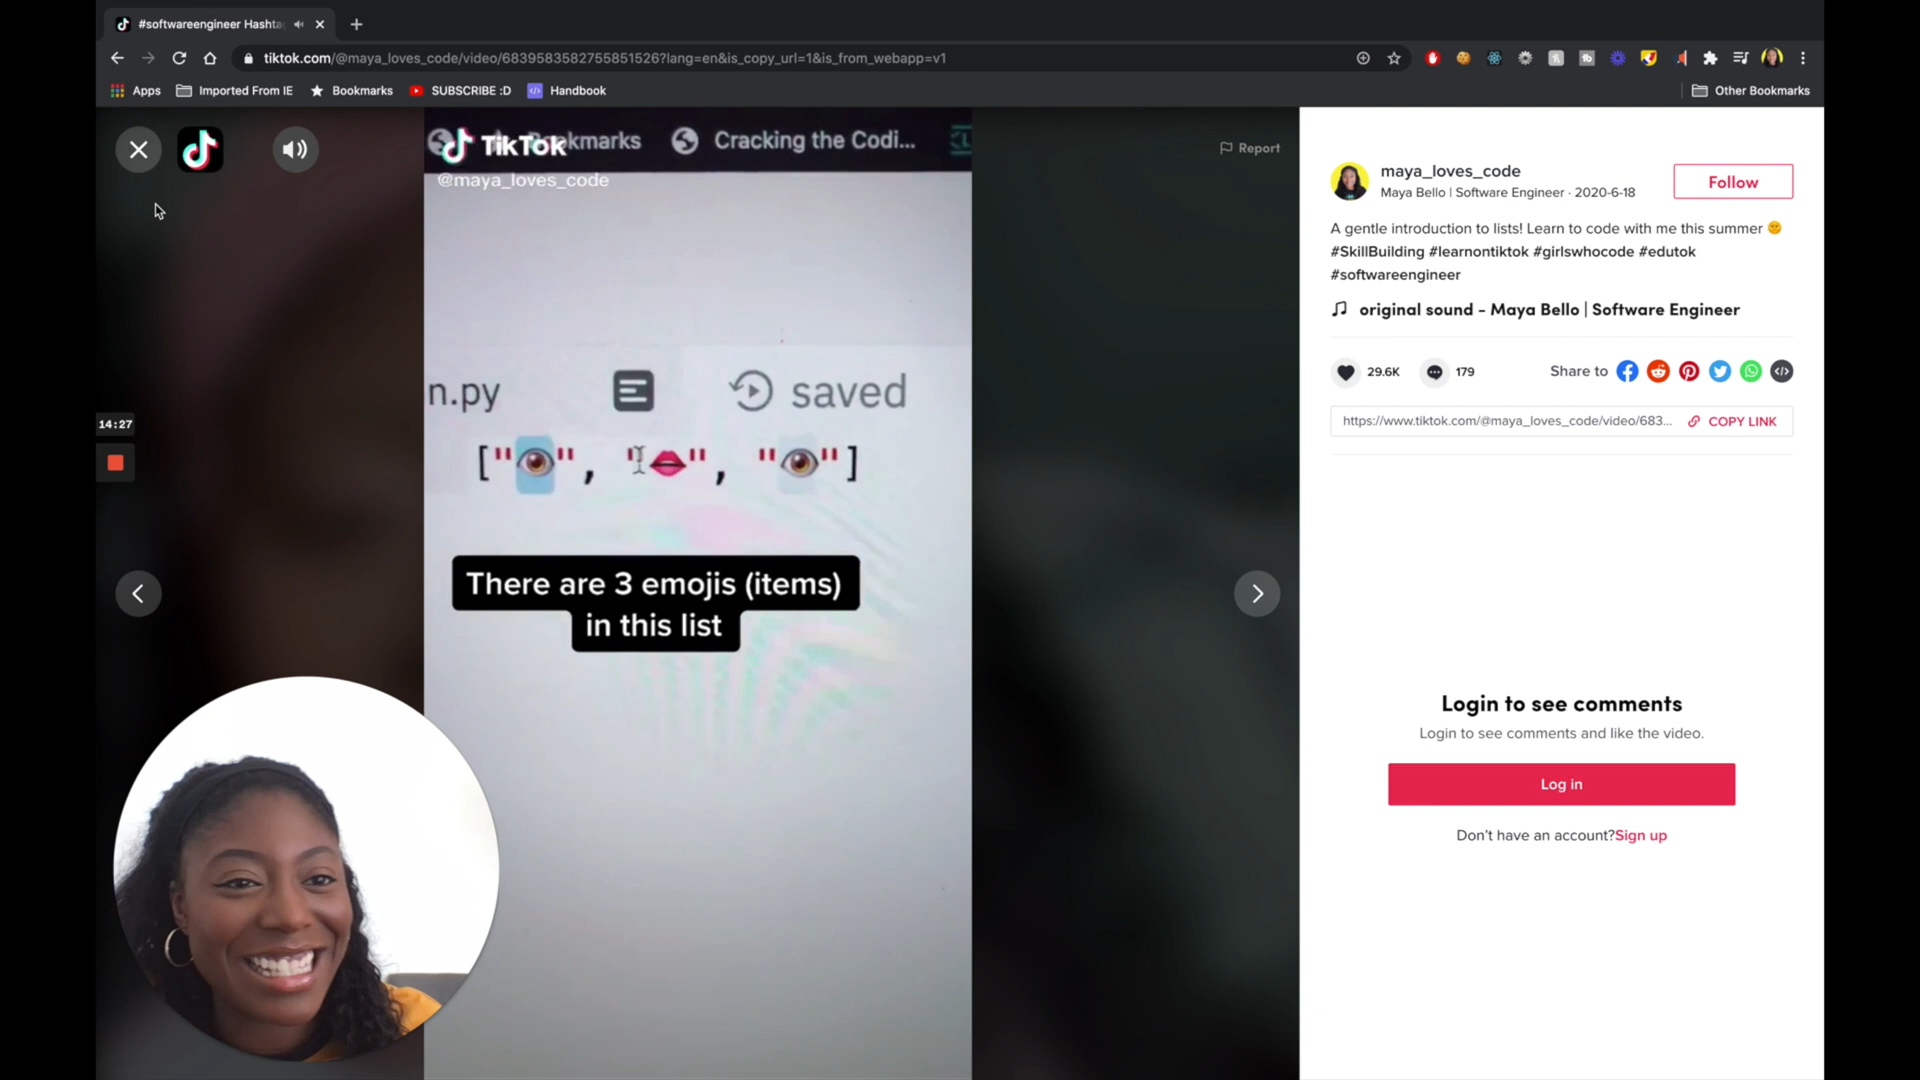 #softwareengineer Hashta
tiktok.com/@maya_loves_code/video/6839583582755851526?lang=en&is_copy_url=1&is_from_webapp=v1
Apps
Imported From IE
Bookmarks
SUBSCRIBE :D
Handbook
Other Bookmarks
TikTok
kmarks
Cracking the Codi...
@maya_loves_code
Report
n.py
saved
["👁", "👄", "👁"]
There are 3 emojis (items)
in this list
14:27
maya_loves_code
Maya Bello | Software Engineer · 2020-6-18
Follow
A gentle introduction to lists! Learn to code with me this summer 🙂
#SkillBuilding #learnontiktok #girlswhocode #edutok
#softwareengineer
original sound - Maya Bello | Software Engineer
29.6K
179
Share to
https://www.tiktok.com/@maya_loves_code/video/683...
COPY LINK
Login to see comments
Login to see comments and like the video.
Log in
Don't have an account?Sign up